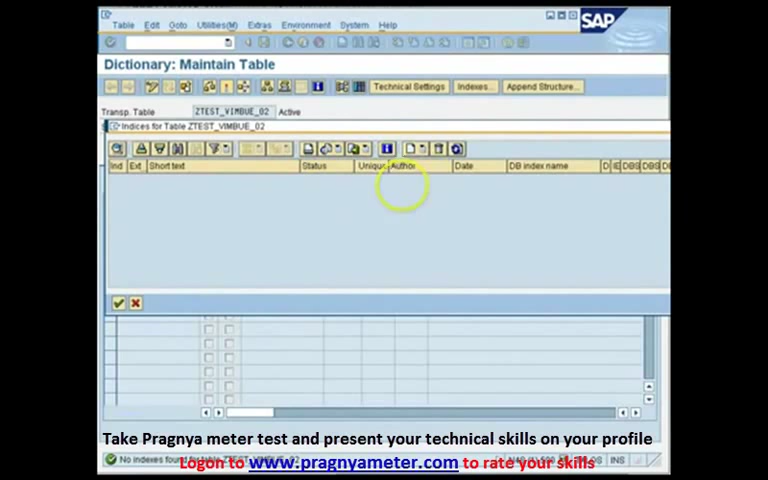 Table Edit Goto Utilities(M) Extras Environment System Help
SAP
Dictionary: Maintain Table
Technical Settings Indexes... Append Structure...
Transp. Table ZTEST_VIMBUE_02 Active
Indices for Table ZTEST_VIMBUE_02
Ind Ext Short text Status Unique Author Date DB index name
Take Pragnya meter test and present your technical skills on your profile
No indexes found for table ZTEST_VIMBUE_02 INS
Logon to www.pragnyameter.com to rate your skills